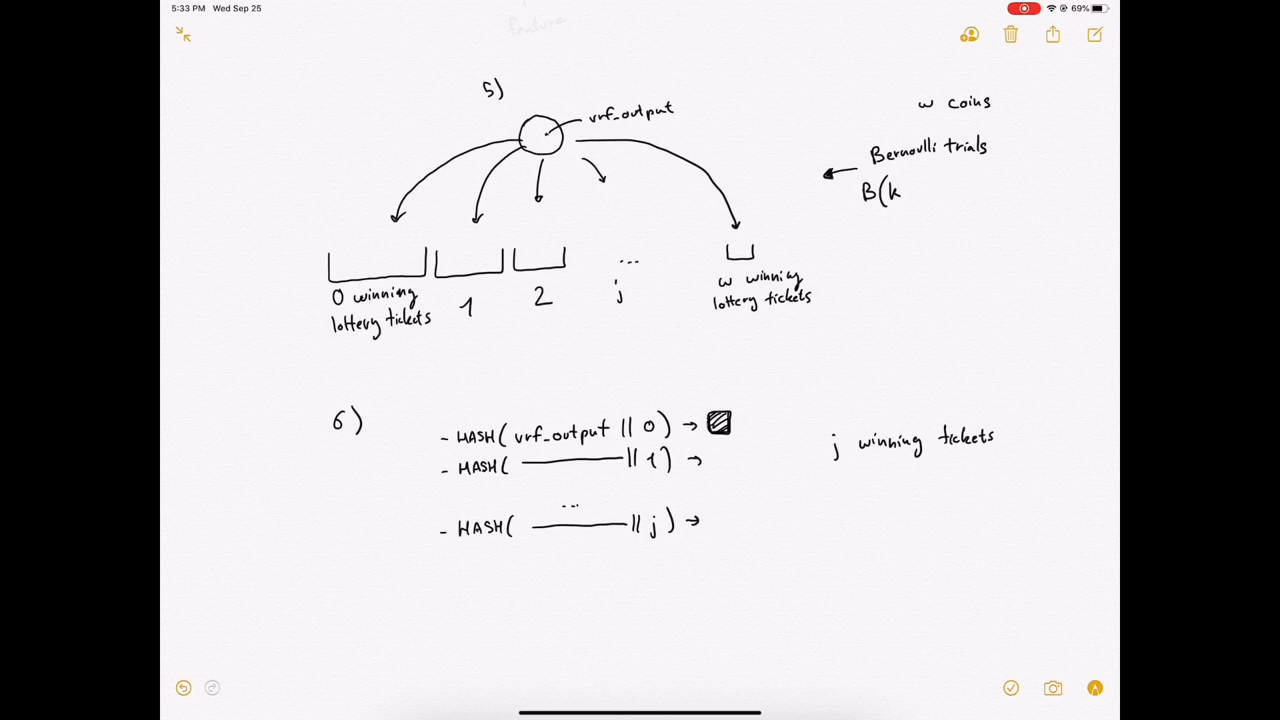 5:33 PM Wed Sep 25
69%
feature
5)
vrf_output
w coins
Bernoulli trials
B(k
0 winning
lottery tickets
1
2
...
j
w winning
lottery tickets
6)
- HASH( vrf_output || 0) →
- HASH( ——— || 1) →
...
- HASH( ——— || j) →
j winning tickets